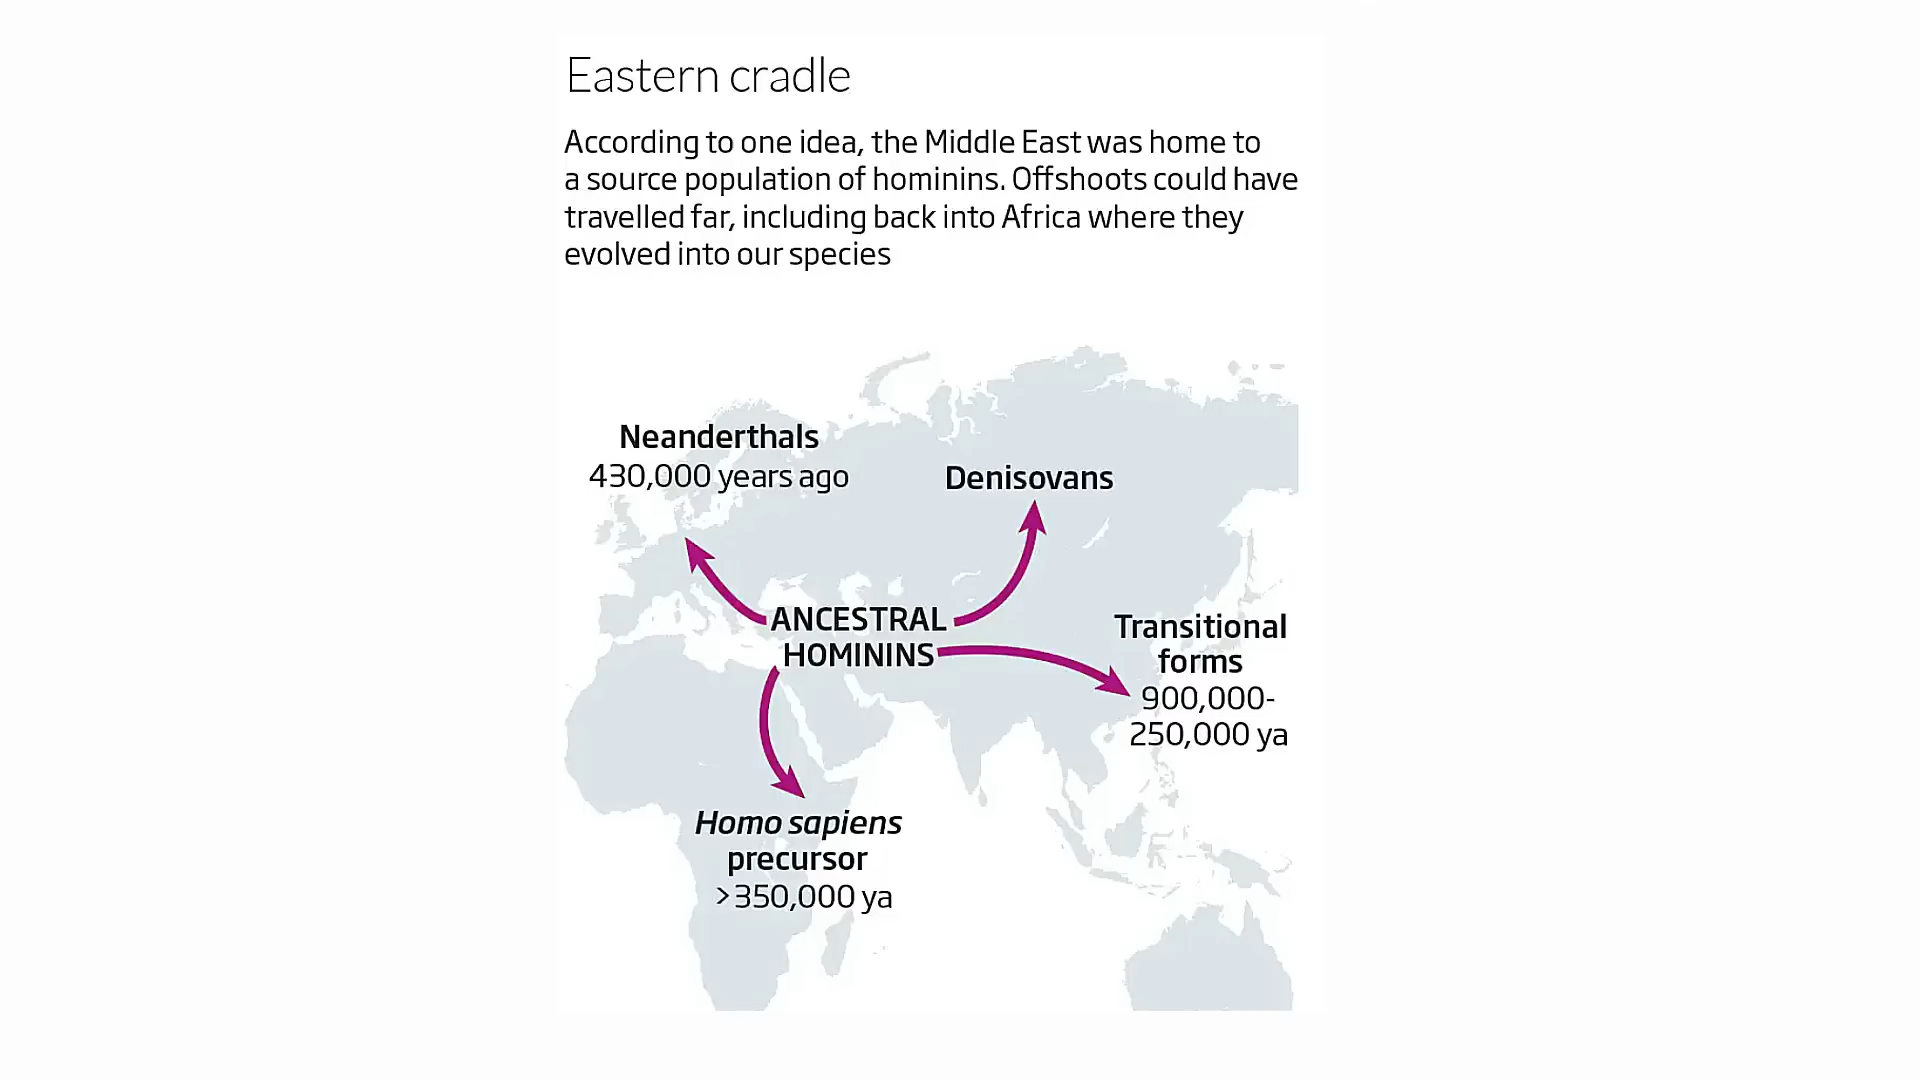 Eastern cradle
According to one idea, the Middle East was home to
a source population of hominins. Offshoots could have
travelled far, including back into Africa where they
evolved into our species
Neanderthals
430,000 years ago
Denisovans
ANCESTRAL
HOMININS
Transitional
forms
900,000-
250,000 ya
Homo sapiens
precursor
>350,000 ya